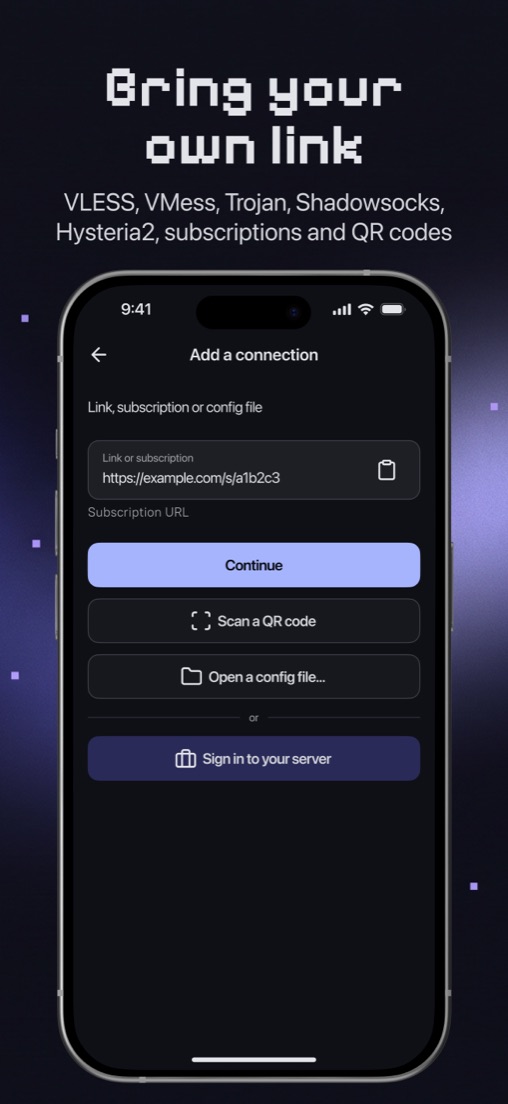 Bring your
own link
VLESS, VMess, Trojan, Shadowsocks,
Hysteria2, subscriptions and QR codes
9:41
Add a connection
Link, subscription or config file
Link or subscription
https://example.com/s/a1b2c3
Subscription URL
Continue
Scan a QR code
Open a config file...
or
Sign in to your server